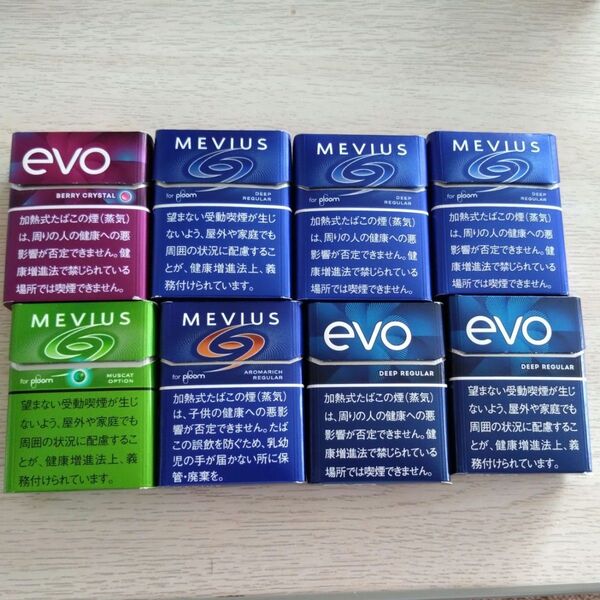 evo
BERRY CRYSTAL
MEVIUS
for ploom
DEEP
REGULAR
望まない受動喫煙が生じ
ないよう、屋外や家庭でも
周囲の状況に配慮するこ
とが、健康増進法上、義
務付けられています。
加熱式たばこの煙(蒸気)
は、周りの人の健康への悪
影響が否定できません。健
康増進法で禁じられている
場所では喫煙できません。
MEVIUS
for ploom
DEEP
REGULAR
加熱式たばこの煙(蒸気)
は、周りの人の健康への悪
影響が否定できません。健
康増進法で禁じられている
場所では喫煙できません。
MEVIUS
for ploom
DEEP
REGULAR
加熱式たばこの煙(蒸気)
は、周りの人の健康への悪
影響が否定できません。健
康増進法で禁じられている
場所では喫煙できません。
MEVIUS
for ploom
MUSCAT
OPTION
望まない受動喫煙が生じ
ないよう、屋外や家庭でも
周囲の状況に配慮するこ
とが、健康増進法上、義
務付けられています。
MEVIUS
for ploom
AROMARICH
REGULAR
加熱式たばこの煙(蒸気)
は、子供の健康への悪影
響が否定できません。たば
この誤飲を防ぐため、乳幼
児の手が届かない所に保
管・廃棄を。
evo
DEEP REGULAR
加熱式たばこの煙(蒸気)
は、周りの人の健康への悪
影響が否定できません。健
康増進法で禁じられている
場所では喫煙できません。
evo
DEEP REGULAR
望まない受動喫煙が生じ
ないよう、屋外や家庭でも
周囲の状況に配慮するこ
とが、健康増進法上、義
務付けられています。